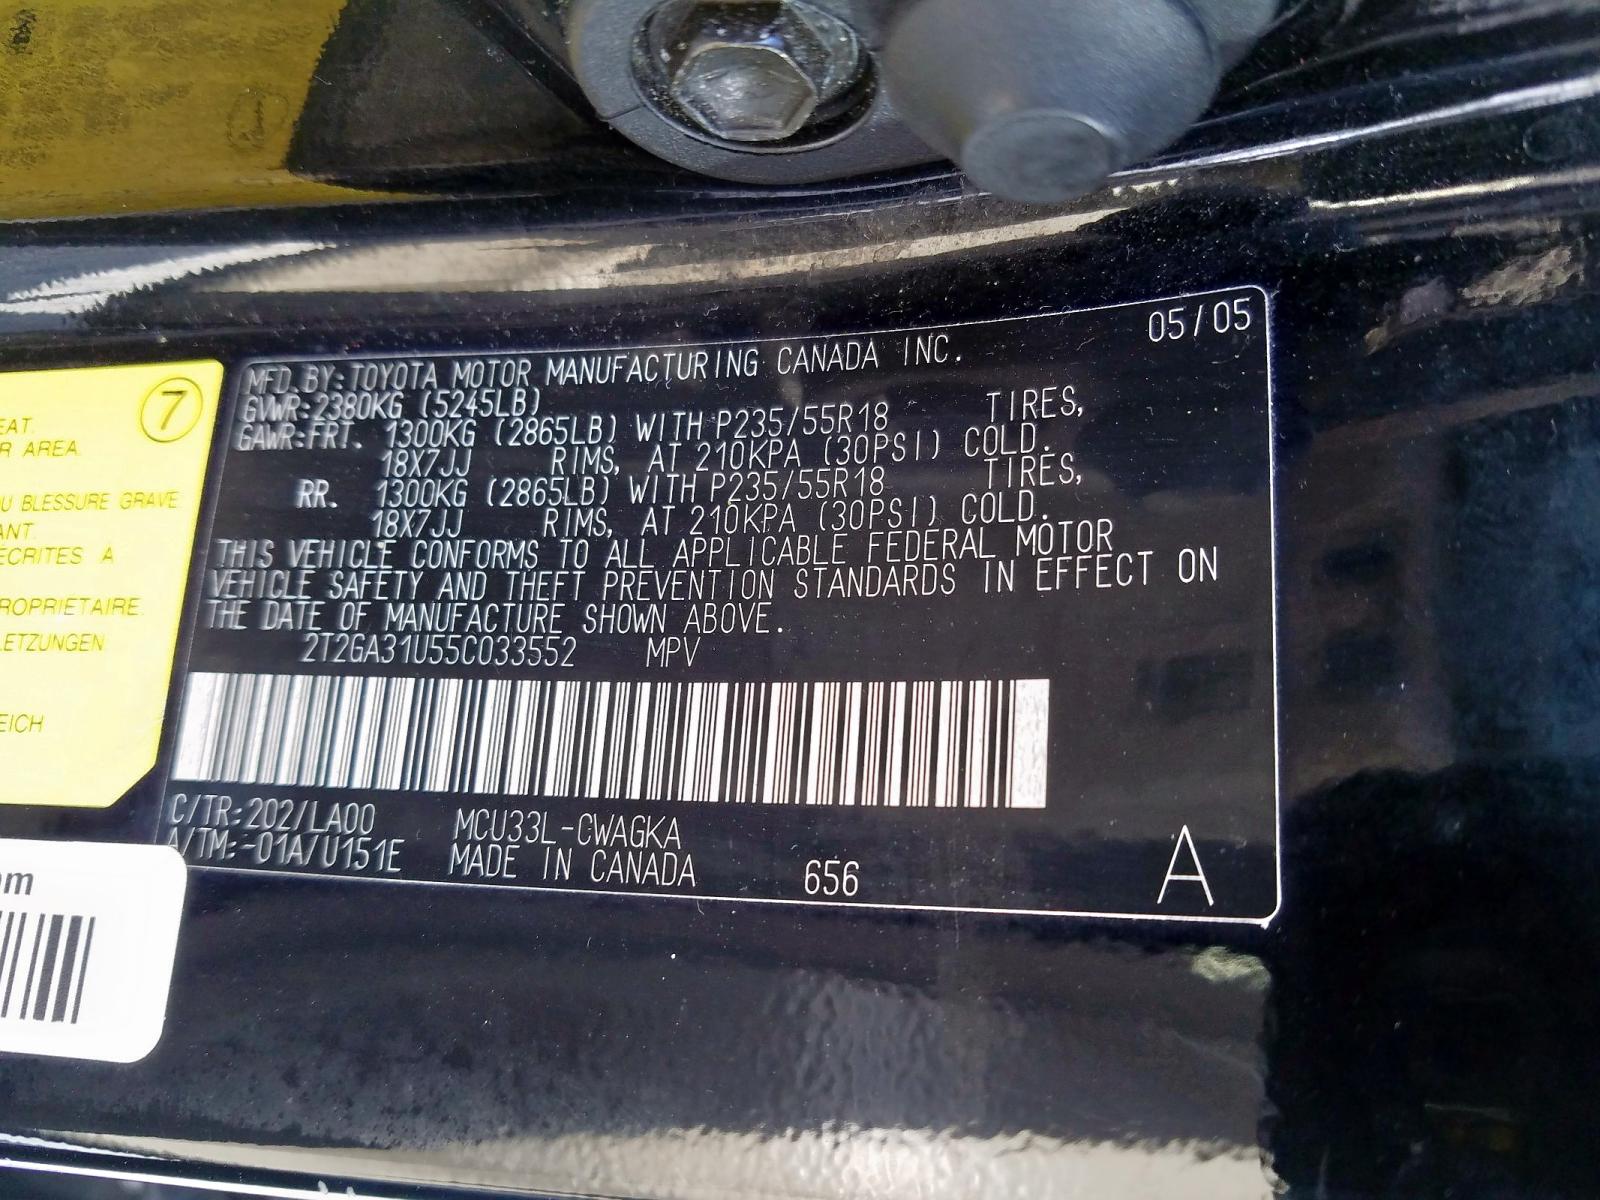 05/05
MFD.BY:TOYOTA MOTOR MANUFACTURING CANADA INC.
GVWR:2380KG (5245LB)
GAWR:FRT. 1300KG (2865LB) WITH P235/55R18 TIRES,
18X7JJ RIMS, AT 210KPA (30PSI) COLD.
RR. 1300KG (2865LB) WITH P235/55R18 TIRES,
18X7JJ RIMS, AT 210KPA (30PSI) COLD.
THIS VEHICLE CONFORMS TO ALL APPLICABLE FEDERAL MOTOR
VEHICLE SAFETY AND THEFT PREVENTION STANDARDS IN EFFECT ON
THE DATE OF MANUFACTURE SHOWN ABOVE.
2T2GA31U55C033552 MPV
C/TR:202/LA00 MCU33L-CWAGKA
A/TM:-01A/U151E MADE IN CANADA 656 A
7
EAT.
R AREA.
U BLESSURE GRAVE
ANT.
ECRITES A
ROPRIETAIRE.
LETZUNGEN
EICH
om